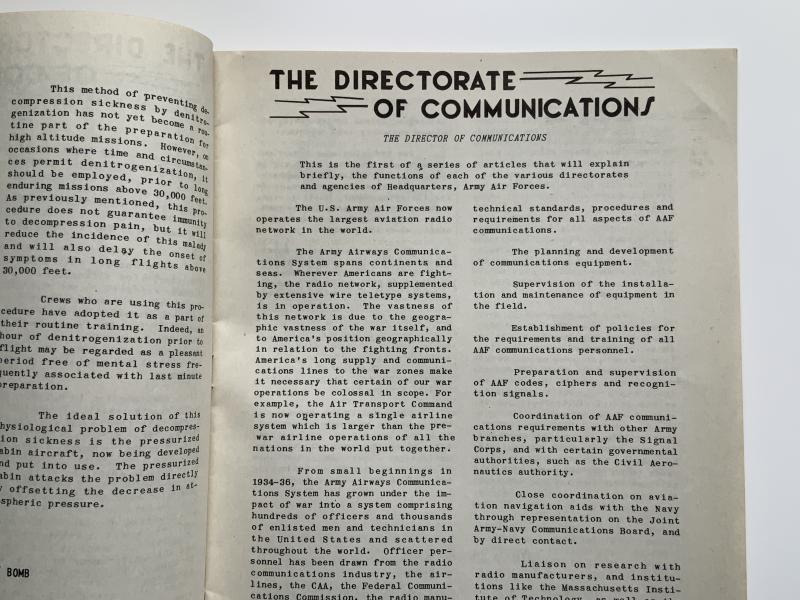 This method of preventing de-
compression sickness by denitro-
genization has not yet become a rou-
tine part of the preparation for
high altitude missions. However, on
occasions where time and circumstan-
ces permit denitrogenization, it
should be employed, prior to long
enduring missions above 30,000 feet.
As previously mentioned, this pro-
cedure does not guarantee immunity
to decompression pain, but it will
reduce the incidence of this malady
and will also delay the onset of
symptoms in long flights above
30,000 feet.
Crews who are using this pro-
cedure have adopted it as a part of
their routine training. Indeed, an
hour of denitrogenization prior to
flight may be regarded as a pleasant
period free of mental stress fre-
quently associated with last minute
preparation.
The ideal solution of this
physiological problem of decompres-
ion sickness is the pressurized
abin aircraft, now being developed
nd put into use. The pressurized
abin attacks the problem directly
y offsetting the decrease in at-
ospheric pressure.
BOMB
THE DIRECTORATE
OF COMMUNICATIONS
THE DIRECTOR OF COMMUNICATIONS
This is the first of a series of articles that will explain
briefly, the functions of each of the various directorates
and agencies of Headquarters, Army Air Forces.
The U.S. Army Air Forces now
operates the largest aviation radio
network in the world.
The Army Airways Communica-
tions System spans continents and
seas. Wherever Americans are fight-
ing, the radio network, supplemented
by extensive wire teletype systems,
is in operation. The vastness of
this network is due to the geogra-
phic vastness of the war itself, and
to America's position geographically
in relation to the fighting fronts.
America's long supply and communi-
cations lines to the war zones make
it necessary that certain of our war
operations be colossal in scope. For
example, the Air Transport Command
is now operating a single airline
system which is larger than the pre-
war airline operations of all the
nations in the world put together.
From small beginnings in
1934-36, the Army Airways Communica-
tions System has grown under the im-
pact of war into a system comprising
hundreds of officers and thousands
of enlisted men and technicians in
the United States and scattered
throughout the world. Officer per-
sonnel has been drawn from the radio
communications industry, the air-
lines, the CAA, the Federal Communi-
cations Commission, the radio manu-
technical standards, procedures and
requirements for all aspects of AAF
communications.
The planning and development
of communications equipment.
Supervision of the installa-
tion and maintenance of equipment in
the field.
Establishment of policies for
the requirements and training of all
AAF communications personnel.
Preparation and supervision
of AAF codes, ciphers and recogni-
tion signals.
Coordination of AAF communi-
cations requirements with other Army
branches, particularly the Signal
Corps, and with certain governmental
authorities, such as the Civil Aero-
nautics authority.
Close coordination on avia-
tion navigation aids with the Navy
through representation on the Joint
Army-Navy Communications Board, and
by direct contact.
Liaison on research with
radio manufacturers, and institu-
tions like the Massachusetts Insti-
tute of Technology, as well as the